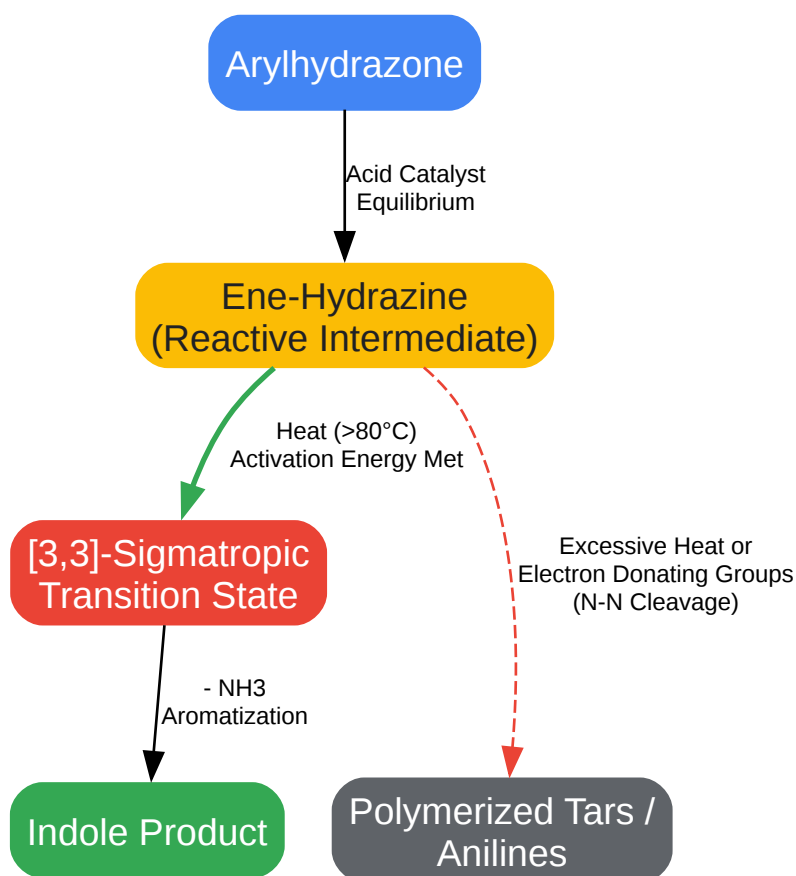 Arylhydrazone
Acid Catalyst
Equilibrium
Ene-Hydrazine
(Reactive Intermediate)
Heat (>80°C)
Activation Energy Met
[3,3]-Sigmatropic
Transition State
Excessive Heat or
Electron Donating Groups
(N-N Cleavage)
- NH3
Aromatization
Indole Product
Polymerized Tars /
Anilines